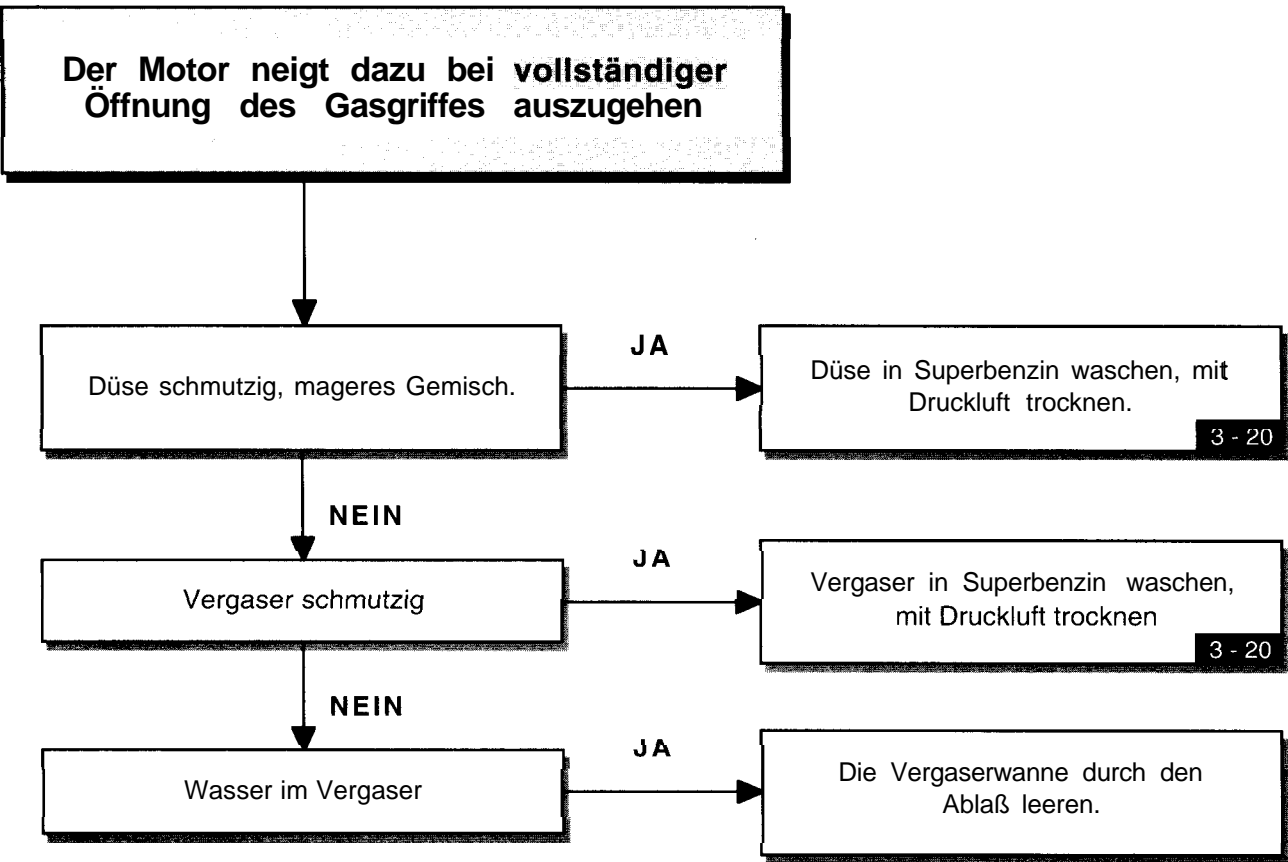 Der Motor neigt dazu bei vollständiger
Öffnung des Gasgriffes auszugehen
JA
Düse schmutzig, mageres Gemisch.
Düse in Superbenzin waschen, mit
Druckluft trocknen.
3 - 20
NEIN
JA
Vergaser schmutzig
Vergaser in Superbenzin waschen,
mit Druckluft trocknen
3 - 20
NEIN
JA
Wasser im Vergaser
Die Vergaserwanne durch den
Ablaß leeren.